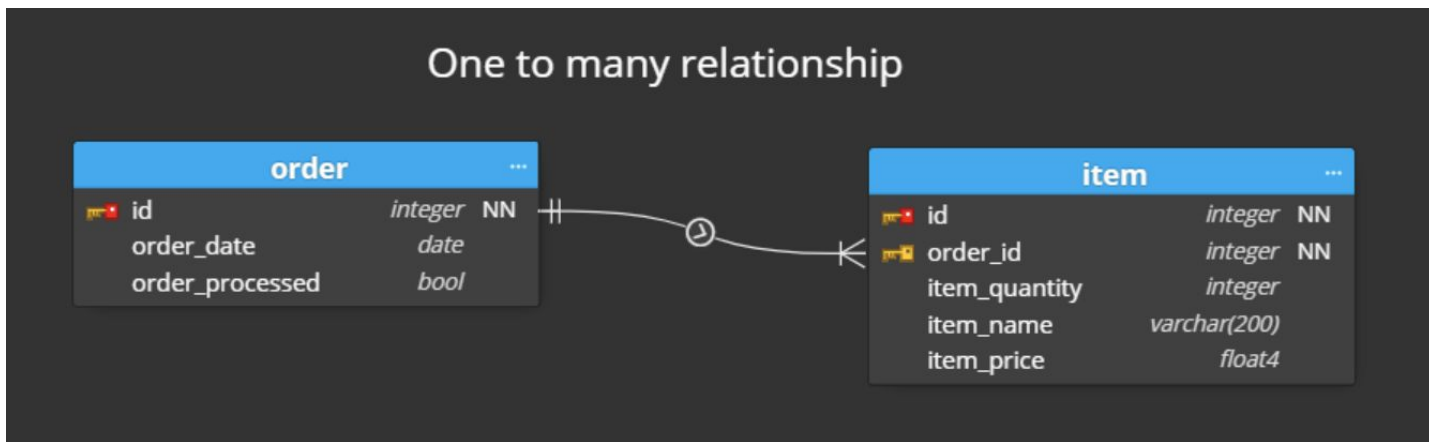 One to many relationship
order ...
id integer NN
order_date date
order_processed bool
item ...
id integer NN
order_id integer NN
item_quantity integer
item_name varchar(200)
item_price float4